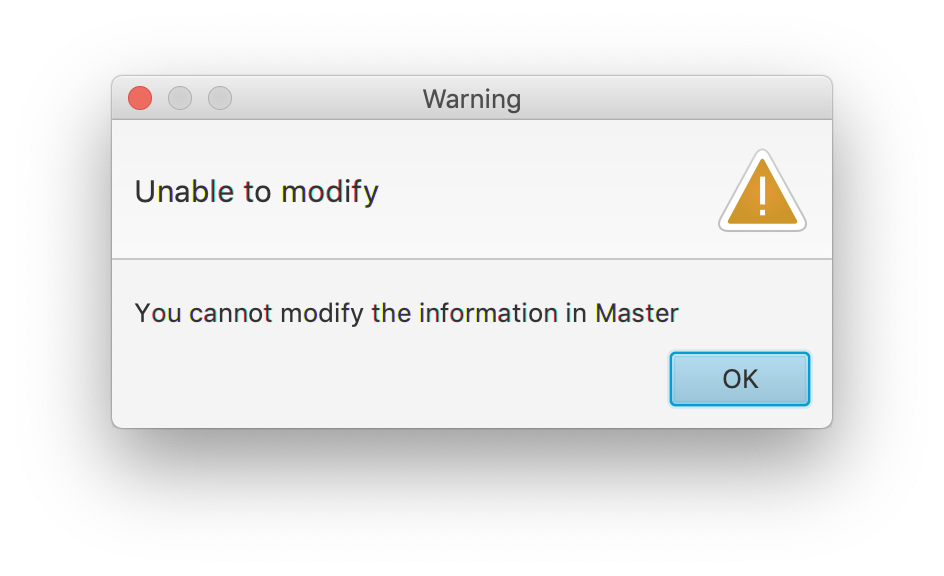 Warning
Unable to modify
You cannot modify the information in Master
OK